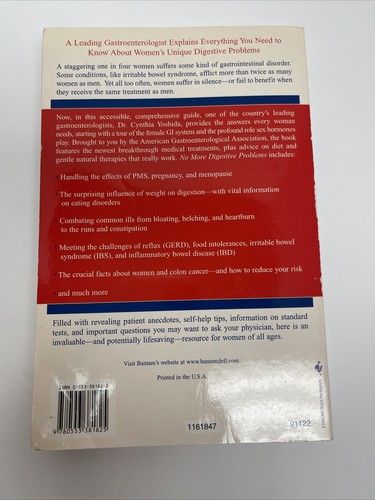 A Leading Gastroenterologist Explains Everything You Need to
Know About Women's Unique Digestive Problems
A staggering one in four women suffers some kind of gastrointestinal disorder.
Some conditions, like irritable bowel syndrome, afflict more than twice as many
women as men. Yet all too often, women suffer in silence—or fail to benefit when
they receive the same treatment as men.
Now, in this accessible, comprehensive guide, one of the country's leading
gastroenterologists, Dr. Cynthia Yoshida, provides the answers every woman
needs, starting with a tour of the female GI system and the profound role sex hormones
play. Brought to you by the American Gastroenterological Association, the book
features the newest breakthrough medical treatments, plus advice on diet and
gentle natural therapies that really work. No More Digestive Problems includes:
Handling the effects of PMS, pregnancy, and menopause
The surprising influence of weight on digestion—with vital information
on eating disorders
Combating common ills from bloating, belching, and heartburn
to the runs and constipation
Meeting the challenges of reflux (GERD), food intolerances, irritable bowel
syndrome (IBS), and inflammatory bowel disease (IBD)
The crucial facts about women and colon cancer—and how to reduce your risk
and much more
Filled with revealing patient anecdotes, self-help tips, information on standard
tests, and important questions you may want to ask your physician, here is an
invaluable—and potentially lifesaving—resource for women of all ages.
Visit Bantam's website at www.bantamdell.com.
Printed in the U.S.A.
ISBN 0-553-38182-2
9 780553 381825
1161847
91122